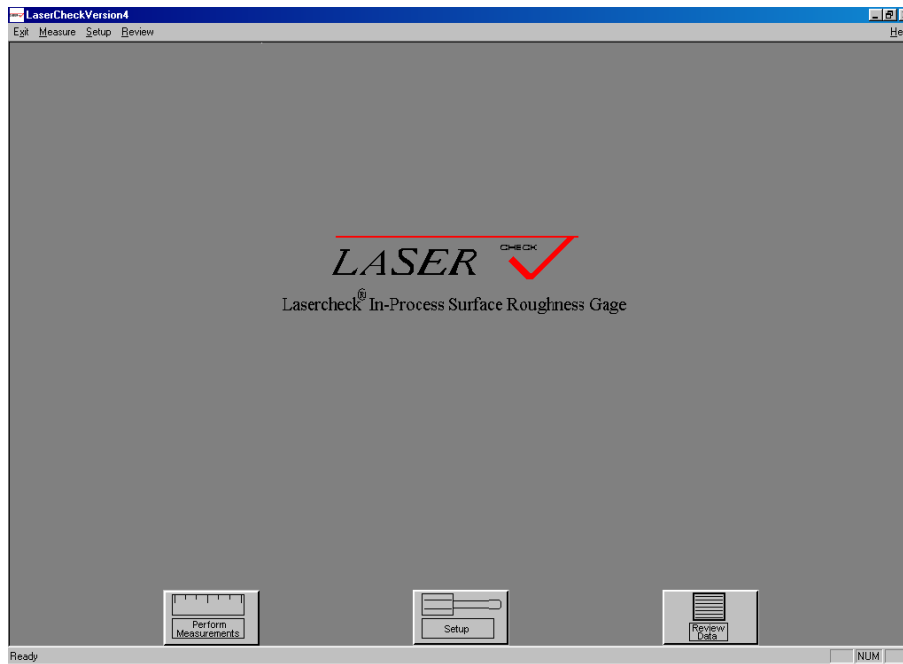 LaserCheckVersion4
Exit Measure Setup Review He
CHECK
LASER
Lasercheck® In-Process Surface Roughness Gage
Perform
Measurements
Setup
Review
Data
Ready NUM